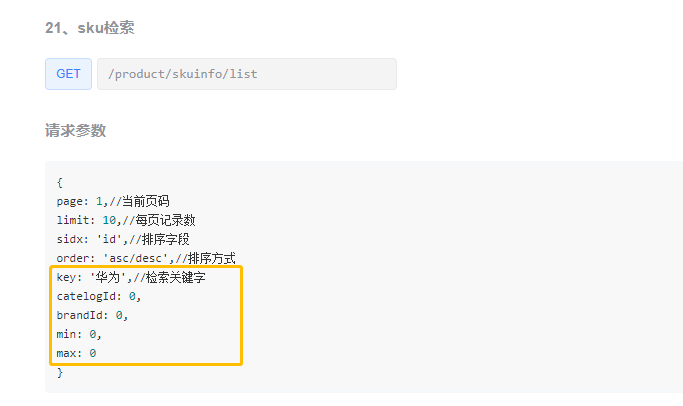 21、sku检索
GET /product/skuinfo/list
请求参数
{
page: 1,//当前页码
limit: 10,//每页记录数
sidx: 'id',//排序字段
order: 'asc/desc',//排序方式
key: '华为',//检索关键字
catelogId: 0,
brandId: 0,
min: 0,
max: 0
}